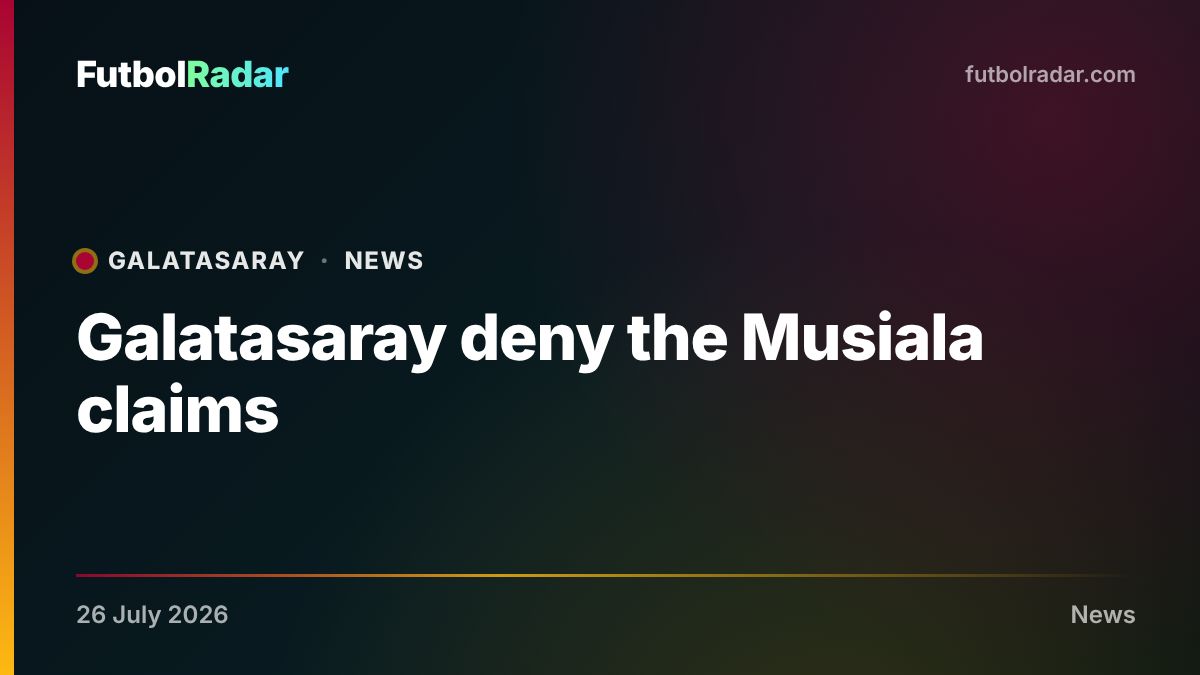 FutbolRadar
futbolradar.com
GALATASARAY · NEWS
Galatasaray deny the Musiala
claims
26 July 2026
News